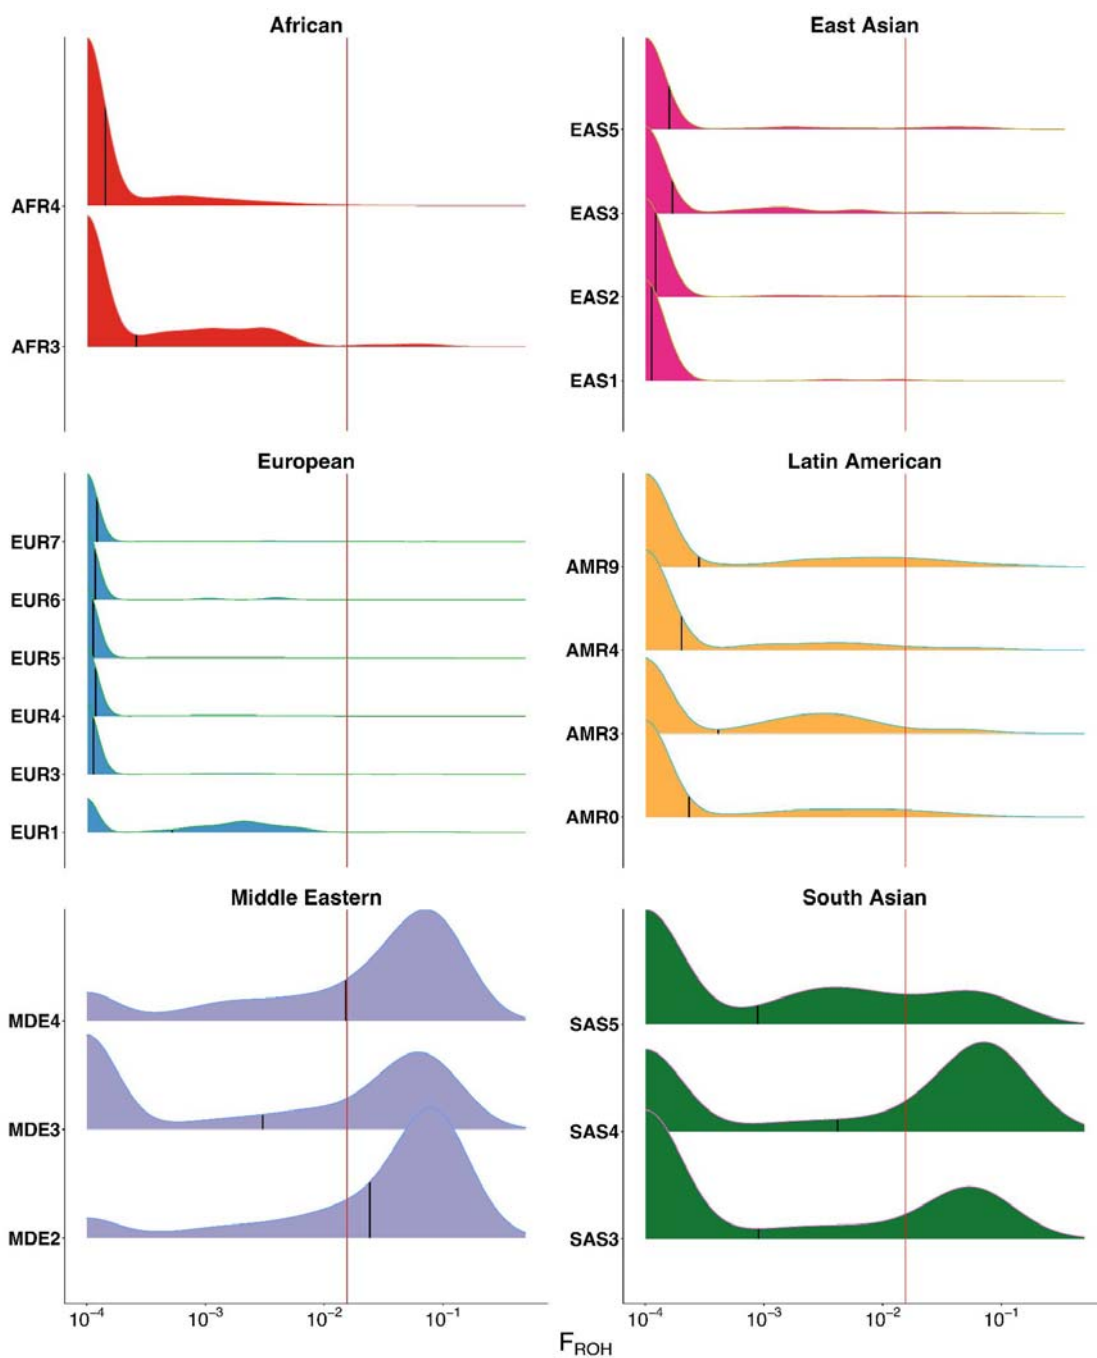 African
East Asian
AFR4
AFR3
EAS5
EAS3
EAS2
EAS1
European
Latin American
EUR7
EUR6
EUR5
EUR4
EUR3
EUR1
AMR9
AMR4
AMR3
AMR0
Middle Eastern
South Asian
MDE4
MDE3
MDE2
SAS5
SAS4
SAS3
10⁻⁴ 10⁻³ 10⁻² 10⁻¹
10⁻⁴ 10⁻³ 10⁻² 10⁻¹
FROH